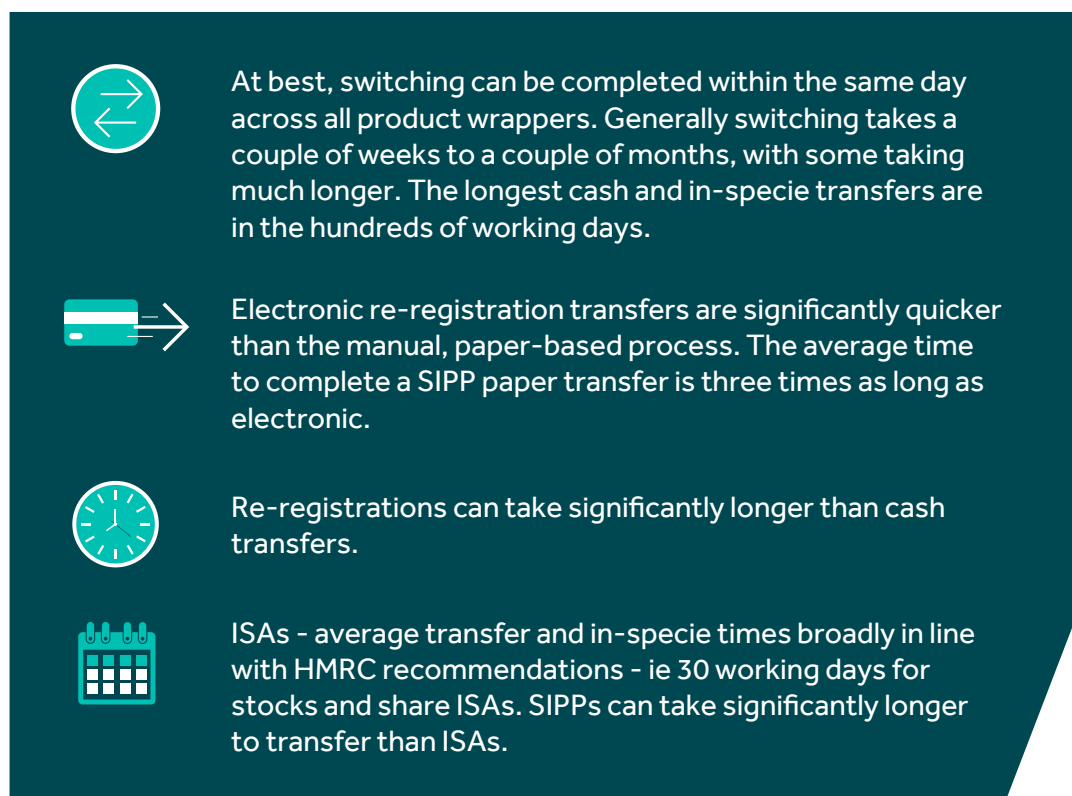 At best, switching can be completed within the same day
across all product wrappers. Generally switching takes a
couple of weeks to a couple of months, with some taking
much longer. The longest cash and in-specie transfers are
in the hundreds of working days.
Electronic re-registration transfers are significantly quicker
than the manual, paper-based process. The average time
to complete a SIPP paper transfer is three times as long as
electronic.
Re-registrations can take significantly longer than cash
transfers.
ISAs - average transfer and in-specie times broadly in line
with HMRC recommendations - ie 30 working days for
stocks and share ISAs. SIPPs can take significantly longer
to transfer than ISAs.